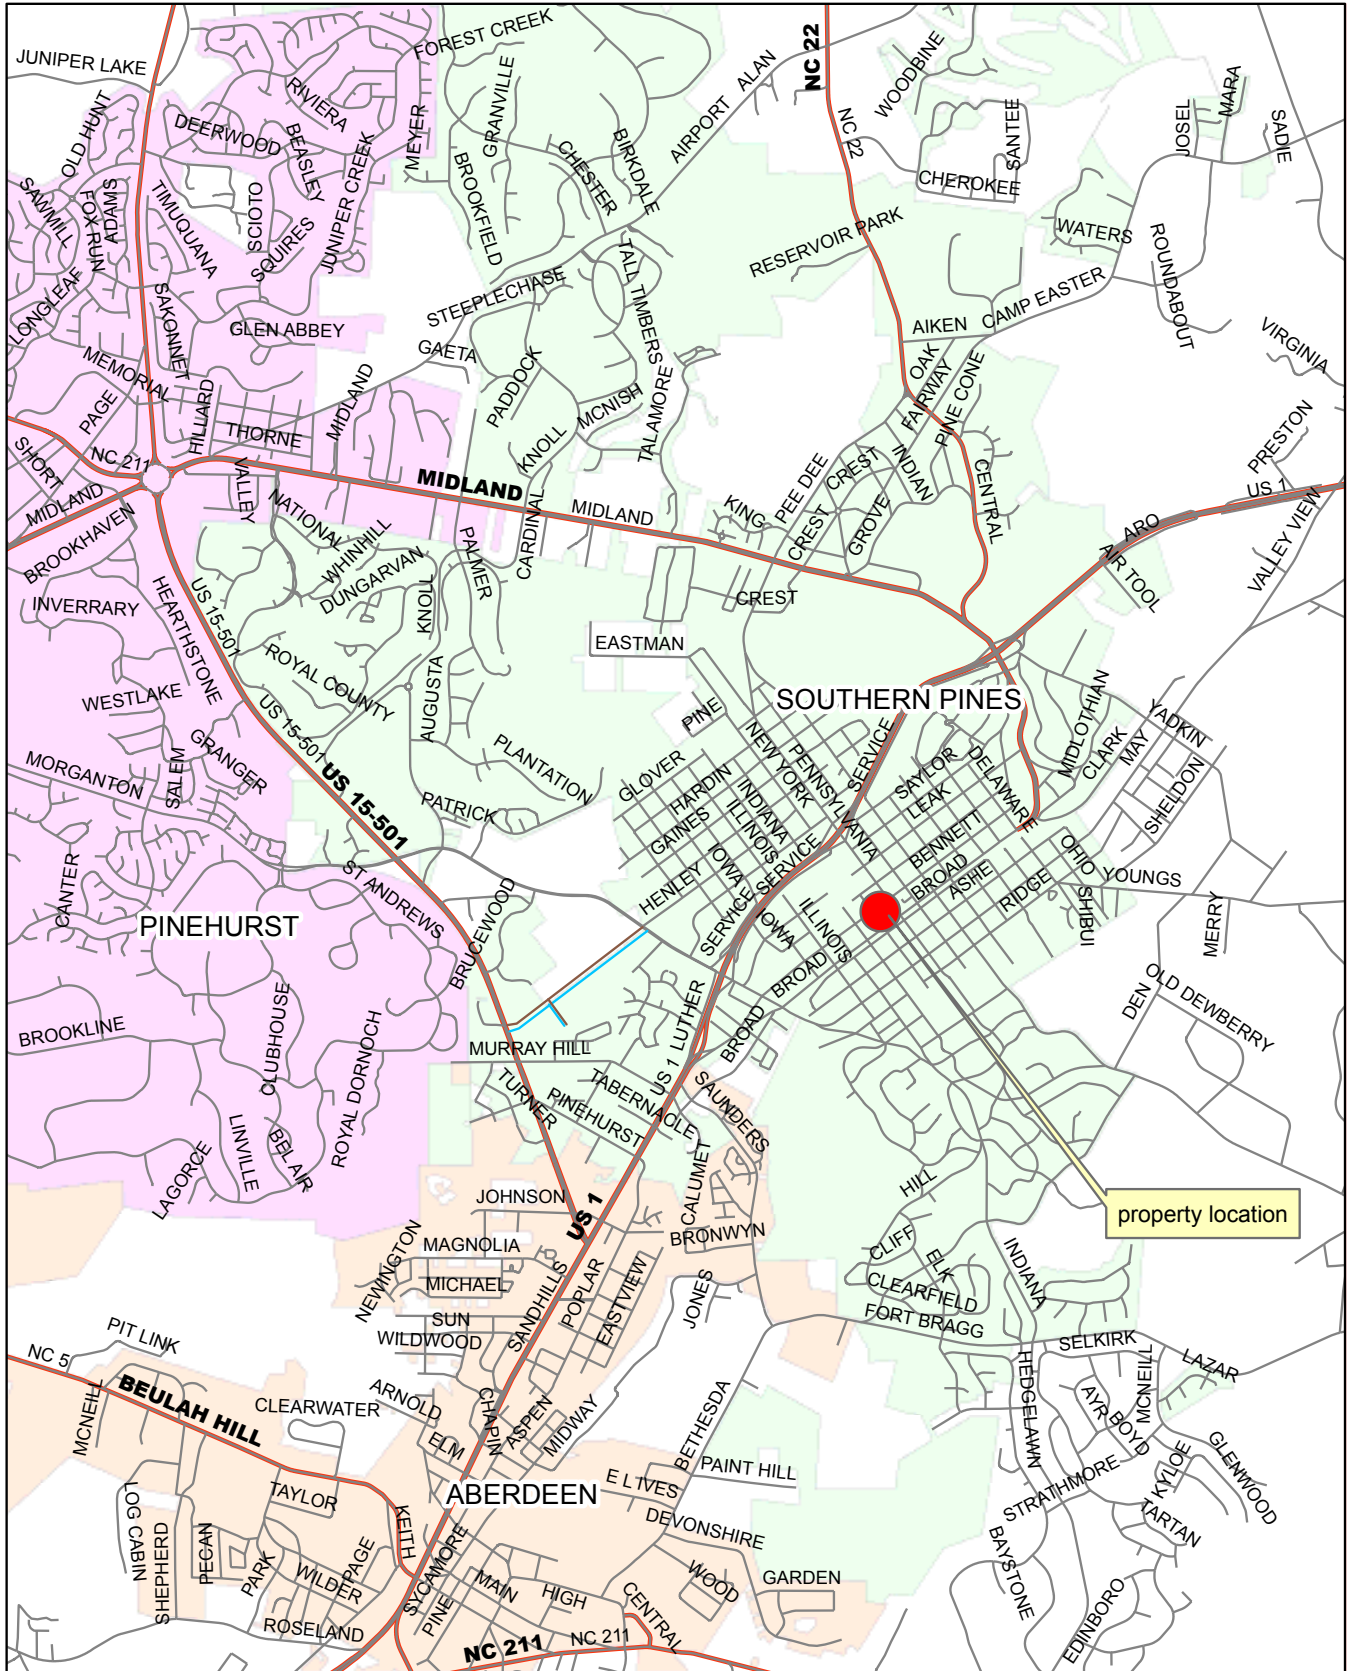 FOREST CREEK
JUNIPER LAKE
NC 22
ALAN
WOODBINE
RIVIERA
GRANVILLE
MARA
OLD HUNT
DEERWOOD
BEASLEY
MEYER
AIRPORT
NC 22
SANTEE
JOSEL
SADIE
JUNIPER CREEK
BROOKFIELD
CHESTER
BIRKDALE
CHEROKEE
SAWMILL
FOX RUN
ADAMS
TIMUQUANA
SCIOTO
SQUIRES
RESERVOIR PARK
WATERS
ROUNDABOUT
LONGLEAF
SAKONNET
STEEPLECHASE
TALL TIMBERS
CAMP EASTER
GLEN ABBEY
AIKEN
VIRGINIA
MEMORIAL
GAETA
PADDOCK
OAK
FAIRWAY
PINE CONE
PAGE
HILLARD
MIDLAND
MCNISH
TALAMORE
THORNE
KNOLL
PRESTON
SHORT
NC 211
VALLEY
CREST
INDIAN
CENTRAL
MIDLAND
MIDLAND
NATIONAL
CARDINAL
MIDLAND
KING
PEE DEE
US 1
BROOKHAVEN
WHINHILL
PALMER
CREST
GROVE
ARO
VALLEY VIEW
DUNGARVAN
AIR TOOL
INVERRARY
HEARTHSTONE
US 15-501
KNOLL
CREST
EASTMAN
ROYAL COUNTY
AUGUSTA
WESTLAKE
US 15-501
PINE
SOUTHERN PINES
MIDLOTHIAN
YADKIN
MORGANTON
SALEM
GRANGER
PLANTATION
NEW YORK
PENNSYLVANIA
SERVICE
DELAWARE
CLARK
MAY
US 15-501
GLOVER
HARDIN
INDIANA
SAYLOR
LEAK
SHELDON
PATRICK
GAINES
ILLINOIS
BENNETT
OHIO
CANTER
ST ANDREWS
HENLEY
IOWA
SERVICE
BROAD
ASHE
RIDGE
YOUNGS
SHIBUI
PINEHURST
BRUCEWOOD
SERVICE
IOWA
ILLINOIS
MERRY
BROAD
OLD DEWBERRY
DEN
BROOKLINE
CLUBHOUSE
ROYAL DORNOCH
LUTHER
BROAD
MURRAY HILL
US 1
TURNER
PINEHURST
TABERNACLE
SAUNDERS
LAGORCE
LINVILLE
BEL AIR
CALUMET
HILL
JOHNSON
US 1
property location
MAGNOLIA
BRONWYN
CLIFF
ELK
INDIANA
NEWINGTON
MICHAEL
SANDHILLS
POPLAR
EASTVIEW
JONES
CLEARFIELD
FORT BRAGG
SUN
WILDWOOD
PIT LINK
SELKIRK
LAZAR
NC 5
MCNEILL
BEULAH HILL
ARNOLD
CLEARWATER
CHAPIN
ASPEN
MIDWAY
BETHESDA
HEDGELAWN
AYR
BOYD
MCNEILL
ELM
GLENWOOD
PAINT HILL
STRATHMORE
KYLOE
E L IVES
ABERDEEN
TAYLOR
LOG CABIN
SHEPHERD
PECAN
KEITH
DEVONSHIRE
TARTAN
PARK
WILDER
PAGE
SYCAMORE
WOOD
GARDEN
BAYSTONE
MAIN
PINE
HIGH
CENTRAL
EDINBORO
ROSELAND
NC 211
NC 211